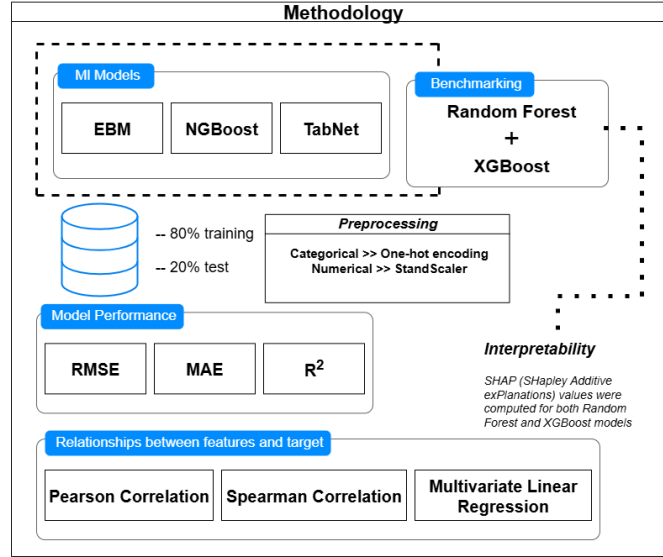 Methodology
MI Models
EBM
NGBoost
TabNet
Benchmarking
Random Forest
+
XGBoost
-- 80% training
-- 20% test
Preprocessing
Categorical >> One-hot encoding
Numerical >> StandScaler
Model Performance
RMSE
MAE
R²
Interpretability
SHAP (SHapley Additive
exPlanations) values were
computed for both Random
Forest and XGBoost models
Relationships between features and target
Pearson Correlation
Spearman Correlation
Multivariate Linear
Regression